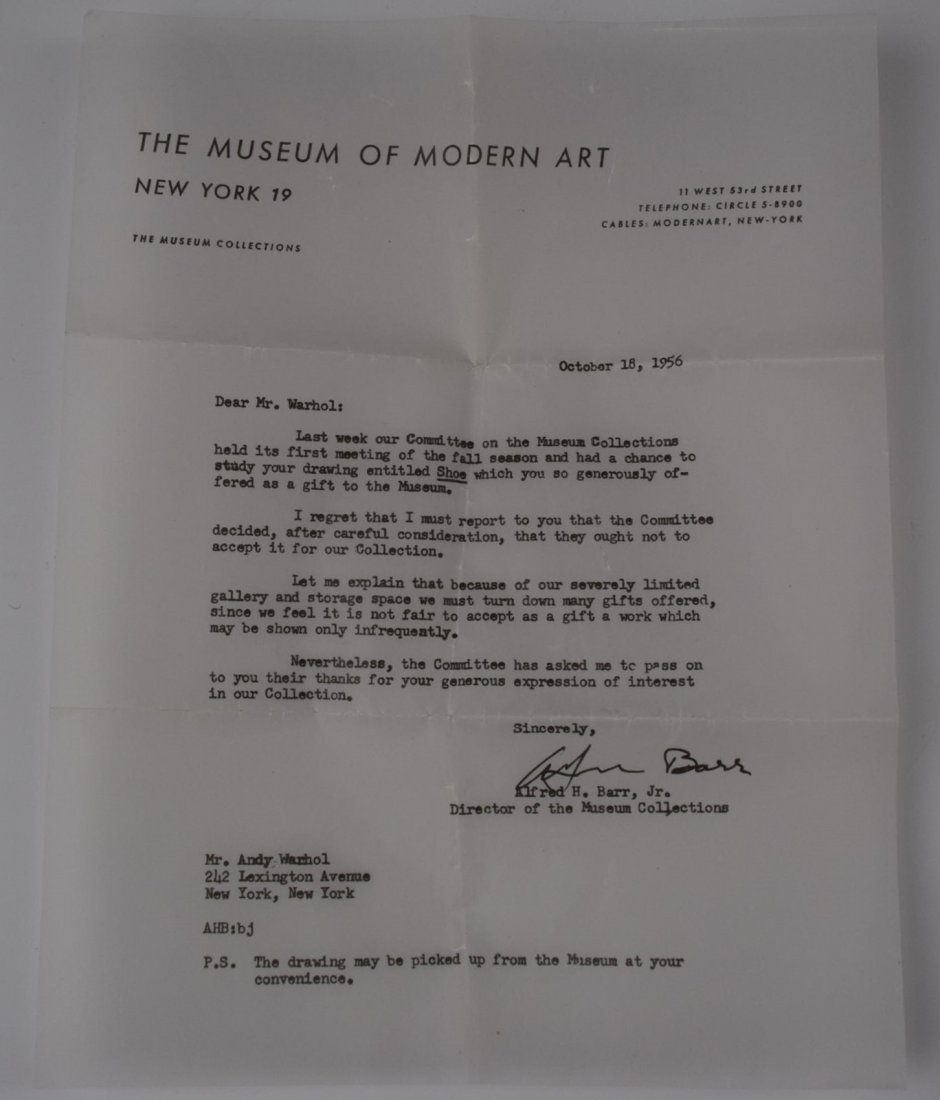 THE MUSEUM OF MODERN ART
NEW YORK 19
11 WEST 53rd STREET
TELEPHONE: CIRCLE 5-8900
CABLES: MODERNART, NEW-YORK
THE MUSEUM COLLECTIONS
October 18, 1956
Dear Mr. Warhol:
Last week our Committee on the Museum Collections
held its first meeting of the fall season and had a chance to
study your drawing entitled Shoe which you so generously of-
fered as a gift to the Museum.
I regret that I must report to you that the Committee
decided, after careful consideration, that they ought not to
accept it for our Collection.
Let me explain that because of our severely limited
gallery and storage space we must turn down many gifts offered,
since we feel it is not fair to accept as a gift a work which
may be shown only infrequently.
Nevertheless, the Committee has asked me to pass on
to you their thanks for your generous expression of interest
in our Collection.
Sincerely,
Barr
Alfred H. Barr, Jr.
Director of the Museum Collections
Mr. Andy Warhol
242 Lexington Avenue
New York, New York
AHB:bj
P.S. The drawing may be picked up from the Museum at your
convenience.